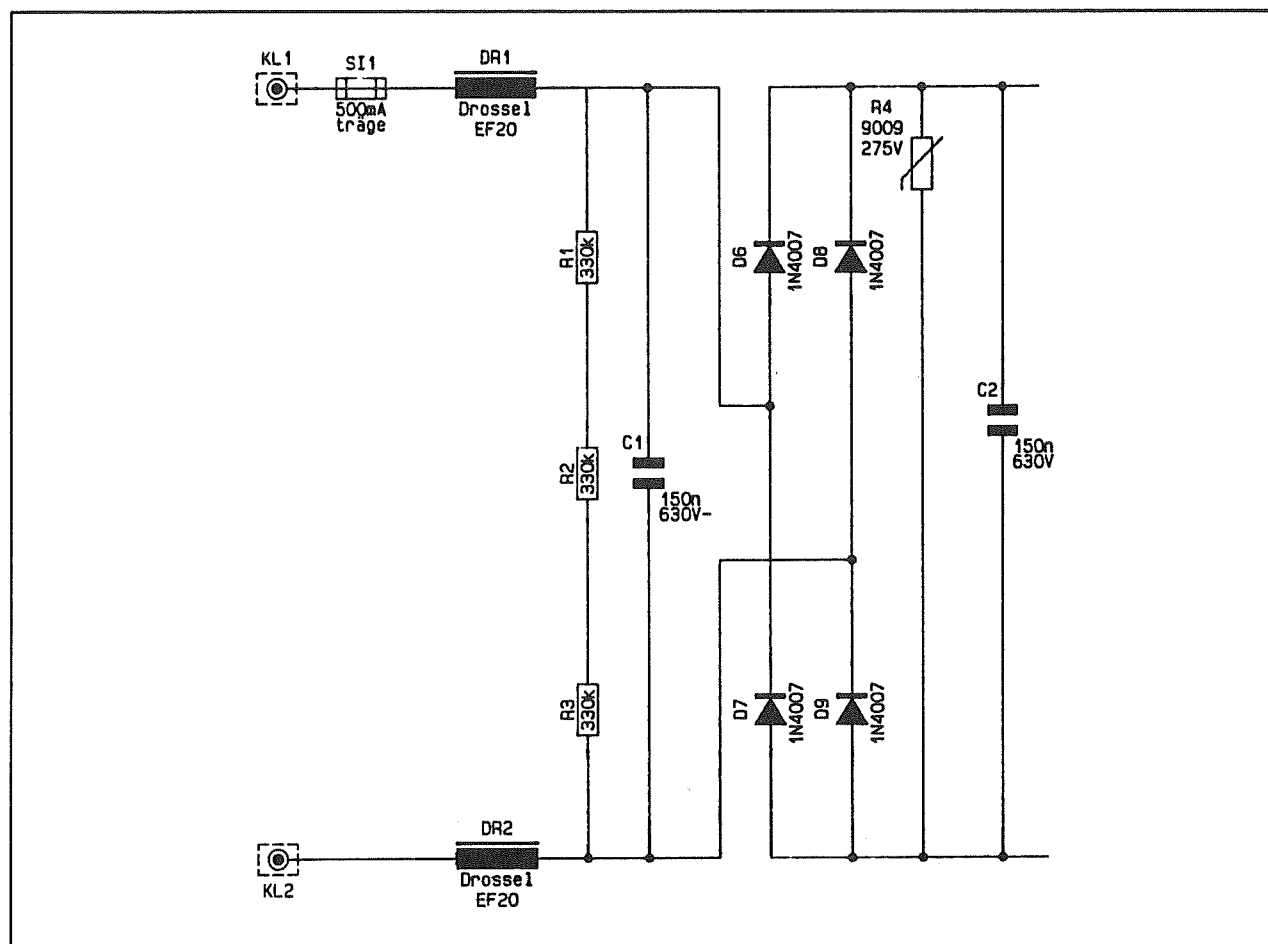 KL1
SI1
500mA
träge
DR1
Drossel
EF20
R4
9009
275V
R1
330k
D6
1N4007
D8
1N4007
R2
330k
C1
150n
630V-
C2
150n
630V
R3
330k
D7
1N4007
D9
1N4007
KL2
DR2
Drossel
EF20